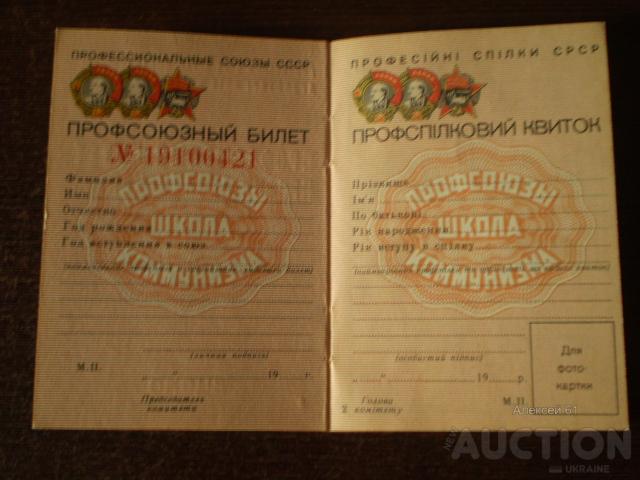 ПРОФЕССИОНАЛЬНЫЕ СОЮЗЫ СССР
ПРОФСОЮЗНЫЙ БИЛЕТ
№ 19100421
Фамилия
Имя
Отчество
Год рождения
Год вступления в союз
ПРОФСОЮЗЫ
ШКОЛА
КОММУНИЗМА
(личная подпись)
М.П. „ “ 19 г.
Председатель
комитета
ПРОФЕСІЙНІ СПІЛКИ СРСР
ПРОФСПІЛКОВИЙ КВИТОК
Прізвище
Ім'я
По батькові
Рік народження
Рік вступу в спілку
ПРОФСОЮЗЫ
ШКОЛА
КОММУНИЗМА
(особистий підпис)
„ “ 19 р.
Голова
комітету
М.П.
Для
фото-
картки
Алексей 61
NEW AUCTION
UKRAINE